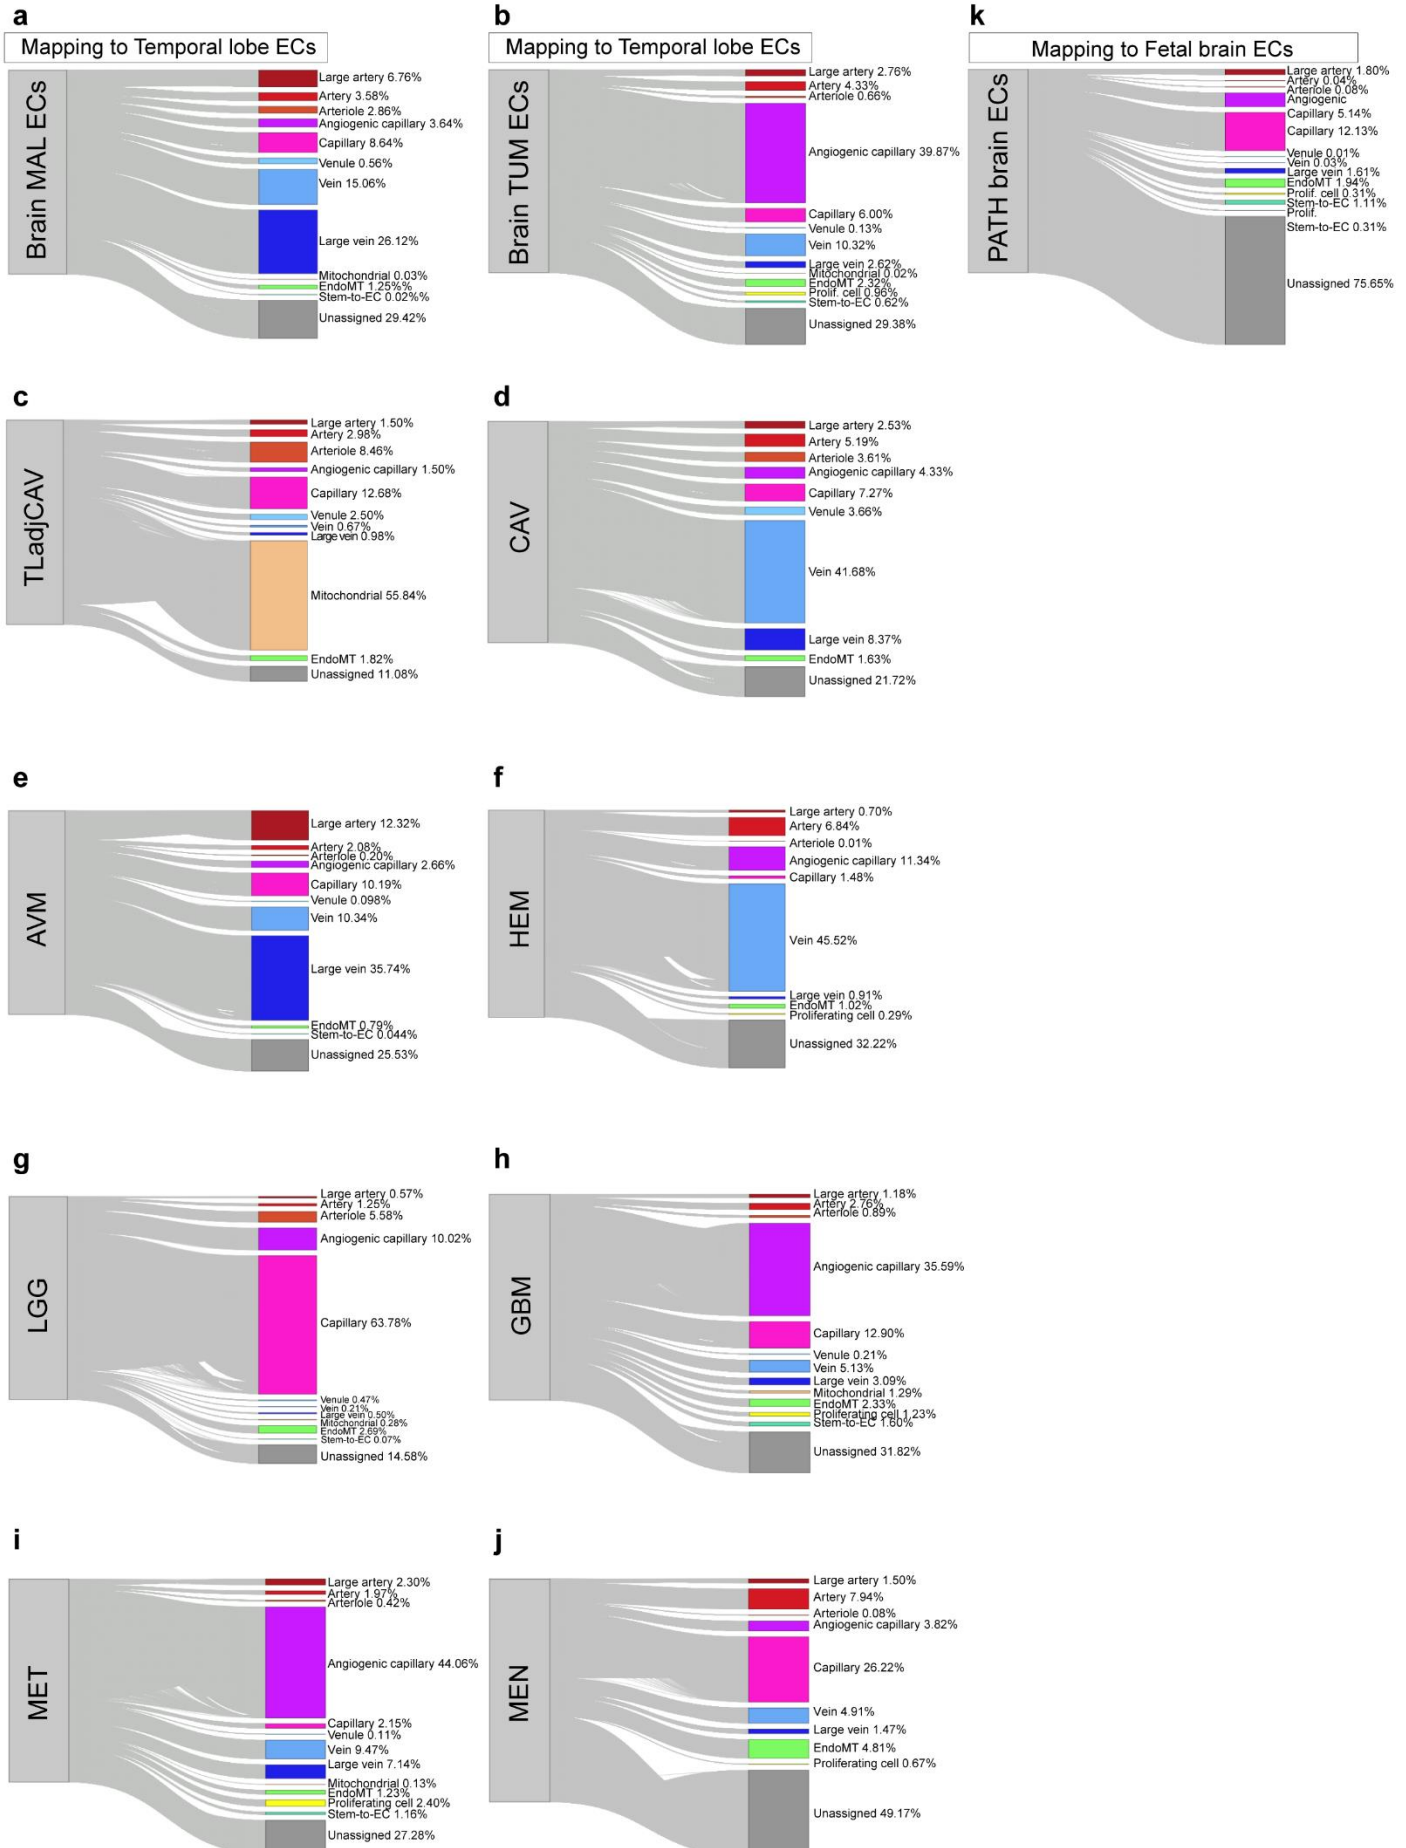 a
Mapping to Temporal lobe ECs
Brain MAL ECs
Large artery 6.76%
Artery 3.58%
Arteriole 2.86%
Angiogenic capillary 3.64%
Capillary 8.64%
Venule 0.56%
Vein 15.06%
Large vein 26.12%
Mitochondrial 0.03%
EndoMT 1.25%%
Stem-to-EC 0.02%%
Unassigned 29.42%
b
Mapping to Temporal lobe ECs
Brain TUM ECs
Large artery 2.76%
Artery 4.33%
Arteriole 0.66%
Angiogenic capillary 39.87%
Capillary 6.00%
Venule 0.13%
Vein 10.32%
Large vein 2.62%
Mitochondrial 0.02%
EndoMT 2.32%
Prolif. cell 0.96%
Stem-to-EC 0.62%
Unassigned 29.38%
k
Mapping to Fetal brain ECs
PATH brain ECs
Large artery 1.80%
Artery 0.04%
Arteriole 0.08%
Angiogenic
Capillary 5.14%
Capillary 12.13%
Venule 0.01%
Vein 0.03%
Large vein 1.61%
EndoMT 1.94%
Prolif. cell 0.31%
Stem-to-EC 1.11%
Prolif.
Stem-to-EC 0.31%
Unassigned 75.65%
c
TLadjCAV
Large artery 1.50%
Artery 2.98%
Arteriole 8.46%
Angiogenic capillary 1.50%
Capillary 12.68%
Venule 2.50%
Vein 0.67%
Large vein 0.98%
Mitochondrial 55.84%
EndoMT 1.82%
Unassigned 11.08%
d
CAV
Large artery 2.53%
Artery 5.19%
Arteriole 3.61%
Angiogenic capillary 4.33%
Capillary 7.27%
Venule 3.66%
Vein 41.68%
Large vein 8.37%
EndoMT 1.63%
Unassigned 21.72%
e
AVM
Large artery 12.32%
Artery 2.08%
Arteriole 0.20%
Angiogenic capillary 2.66%
Capillary 10.19%
Venule 0.098%
Vein 10.34%
Large vein 35.74%
EndoMT 0.79%
Stem-to-EC 0.044%
Unassigned 25.53%
f
HEM
Large artery 0.70%
Artery 6.84%
Arteriole 0.01%
Angiogenic capillary 11.34%
Capillary 1.48%
Vein 45.52%
Large vein 0.91%
EndoMT 1.02%
Proliferating cell 0.29%
Unassigned 32.22%
g
LGG
Large artery 0.57%
Artery 1.25%
Arteriole 5.58%
Angiogenic capillary 10.02%
Capillary 63.78%
Venule 0.47%
Vein 0.21%
Large vein 0.50%
Mitochondrial 0.28%
EndoMT 2.69%
Stem-to-EC 0.07%
Unassigned 14.58%
h
GBM
Large artery 1.18%
Artery 2.76%
Arteriole 0.89%
Angiogenic capillary 35.59%
Capillary 12.90%
Venule 0.21%
Vein 5.13%
Large vein 3.09%
Mitochondrial 1.29%
EndoMT 2.33%
Proliferating cell 1.23%
Stem-to-EC 1.60%
Unassigned 31.82%
i
MET
Large artery 2.30%
Artery 1.97%
Arteriole 0.42%
Angiogenic capillary 44.06%
Capillary 2.15%
Venule 0.11%
Vein 9.47%
Large vein 7.14%
Mitochondrial 0.13%
EndoMT 1.23%
Proliferating cell 2.40%
Stem-to-EC 1.16%
Unassigned 27.28%
j
MEN
Large artery 1.50%
Artery 7.94%
Arteriole 0.08%
Angiogenic capillary 3.82%
Capillary 26.22%
Vein 4.91%
Large vein 1.47%
EndoMT 4.81%
Proliferating cell 0.67%
Unassigned 49.17%